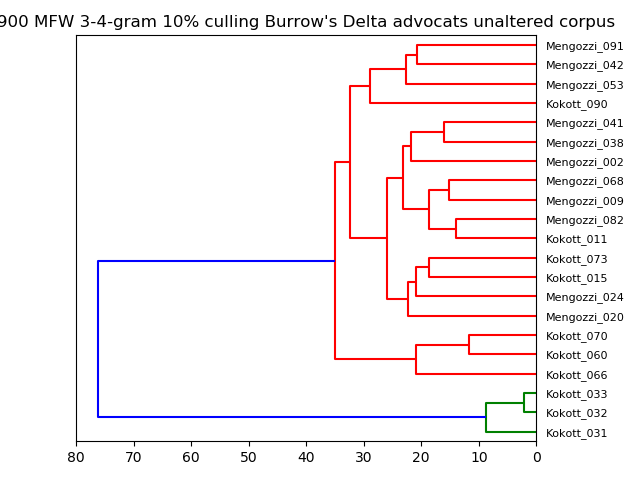 900 MFW 3-4-gram 10% culling Burrow's Delta advocats unaltered corpus
Mengozzi_091
Mengozzi_042
Mengozzi_053
Kokott_090
Mengozzi_041
Mengozzi_038
Mengozzi_002
Mengozzi_068
Mengozzi_009
Mengozzi_082
Kokott_011
Kokott_073
Kokott_015
Mengozzi_024
Mengozzi_020
Kokott_070
Kokott_060
Kokott_066
Kokott_033
Kokott_032
Kokott_031
80 70 60 50 40 30 20 10 0